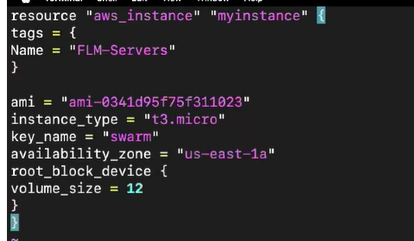 resource "aws_instance" "myinstance" {
tags = {
Name = "FLM-Servers"
}
ami = "ami-0341d95f75f311023"
instance_type = "t3.micro"
key_name = "swarm"
availability_zone = "us-east-1a"
root_block_device {
volume_size = 12
}
}
~